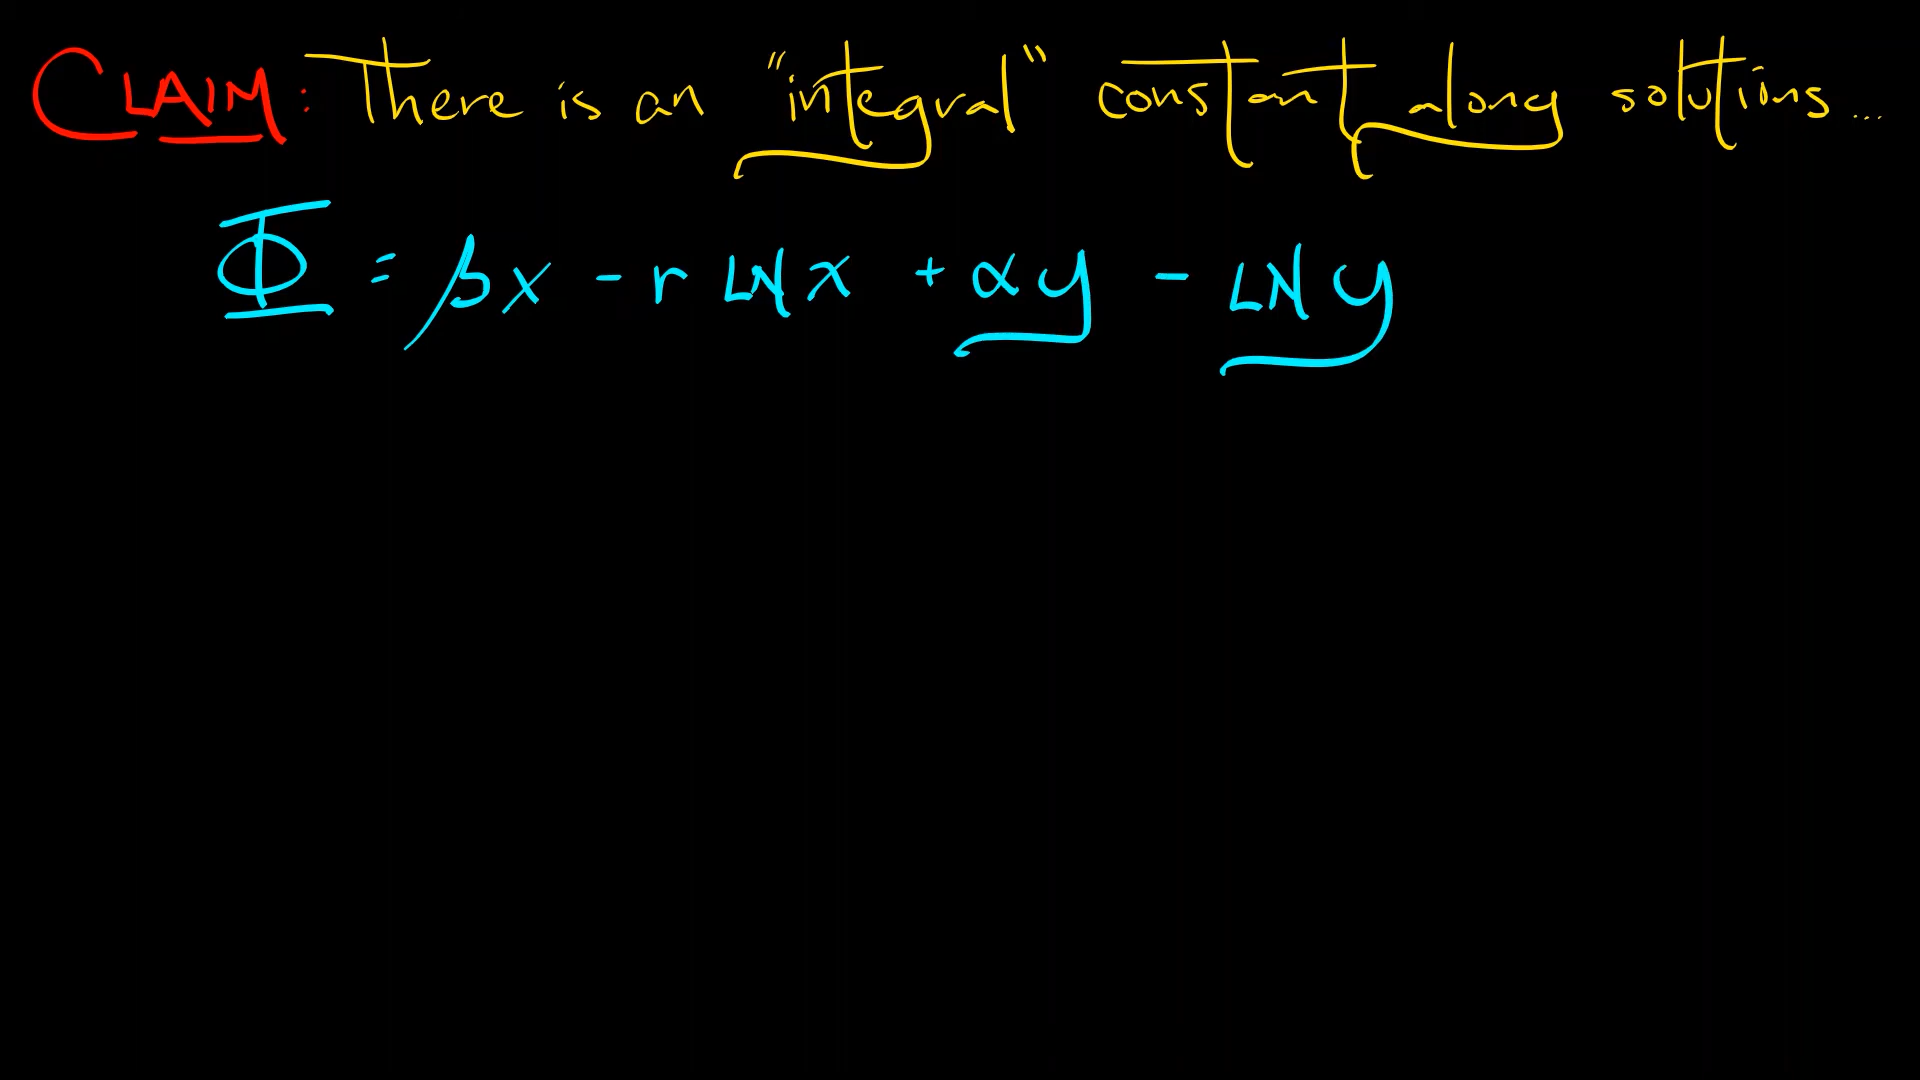 CLAIM: There is an "integral" constant along solutions...
Φ = βx - r LN x + αy - LN y